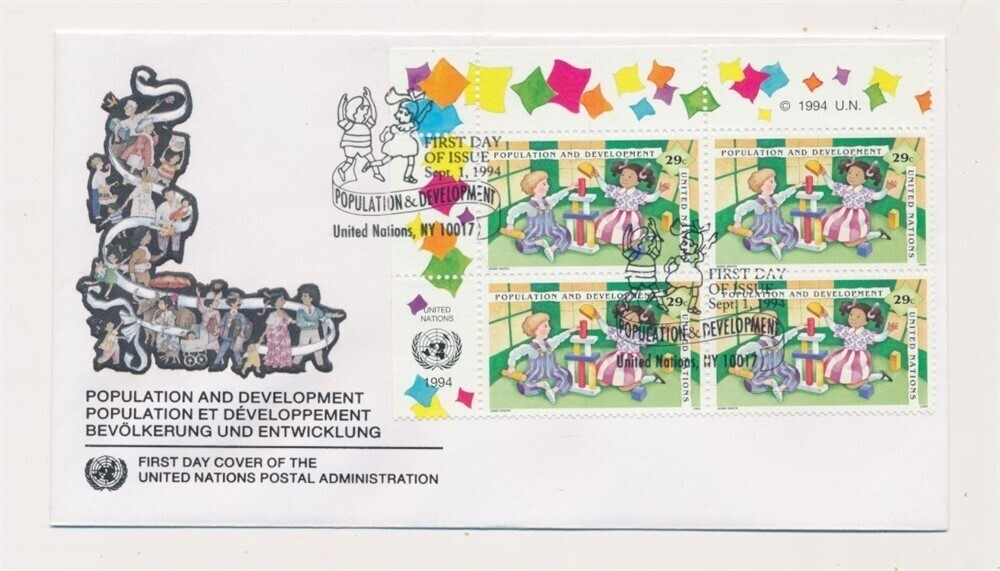 © 1994 U.N.
FIRST DAY
OF ISSUE
Sept. 1, 1994
POPULATION & DEVELOPMENT
United Nations, NY 10017
POPULATION AND DEVELOPMENT 29c
UNITED NATIONS
POPULATION AND DEVELOPMENT 29c
UNITED NATIONS
UNITED
NATIONS
1994
POPULATION AND DEVELOPMENT 29c
UNITED NATIONS
POPULATION AND DEVELOPMENT 29c
UNITED NATIONS
FIRST DAY
OF ISSUE
Sept. 1, 1994
POPULATION & DEVELOPMENT
United Nations, NY 10017
POPULATION AND DEVELOPMENT
POPULATION ET DÉVELOPPEMENT
BEVÖLKERUNG UND ENTWICKLUNG
FIRST DAY COVER OF THE
UNITED NATIONS POSTAL ADMINISTRATION